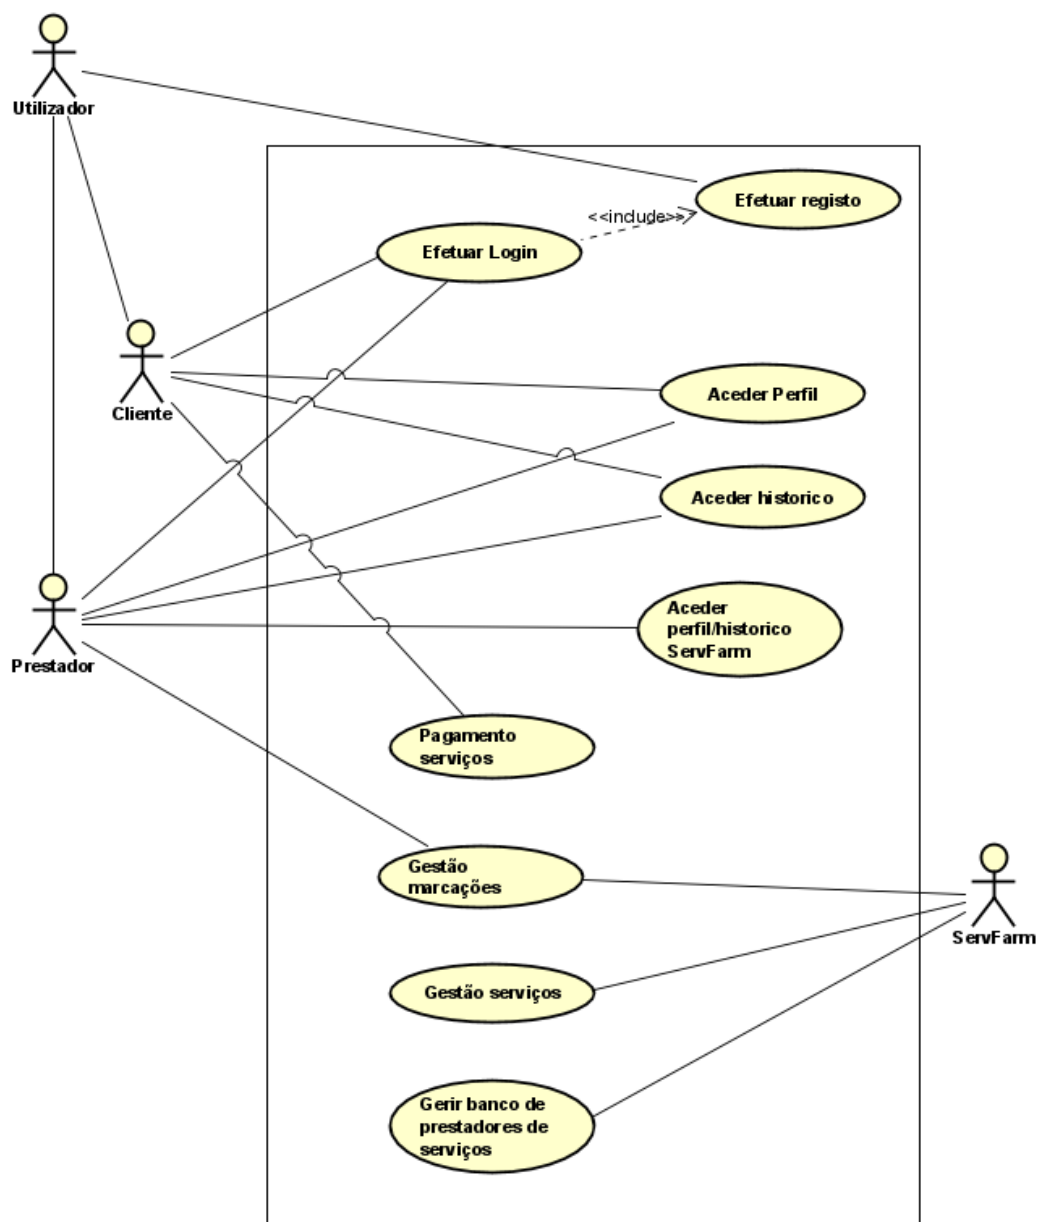 Utilizador
Efetuar registo
<<include>>
Efetuar Login
Cliente
Aceder Perfil
Aceder historico
Prestador
Aceder
perfil/historico
ServFarm
Pagamento
serviços
Gestão
marcações
ServFarm
Gestão serviços
Gerir banco de
prestadores de
serviços